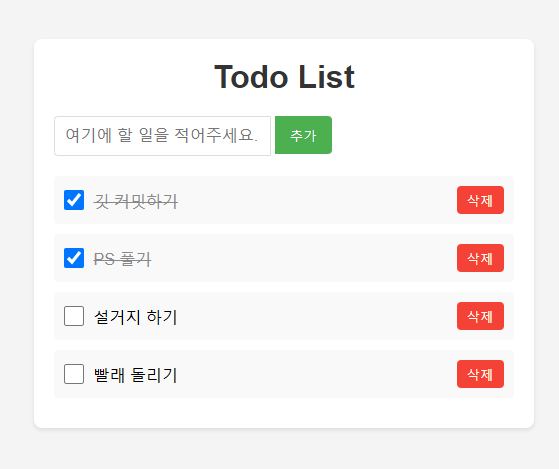 Todo List
여기에 할 일을 적어주세요.
추가
깃 커밋하기
삭제
PS 풀기
삭제
설거지 하기
삭제
빨래 돌리기
삭제